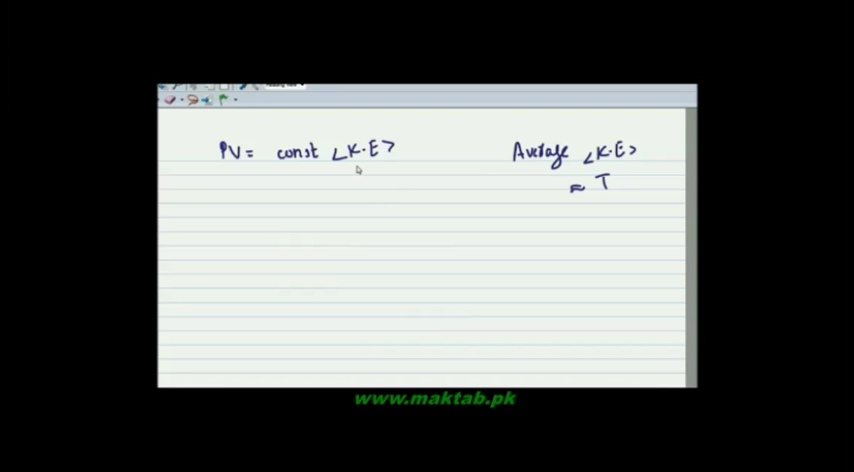 PV = const <K.E>
Average <K.E>
≈ T
www.maktab.pk